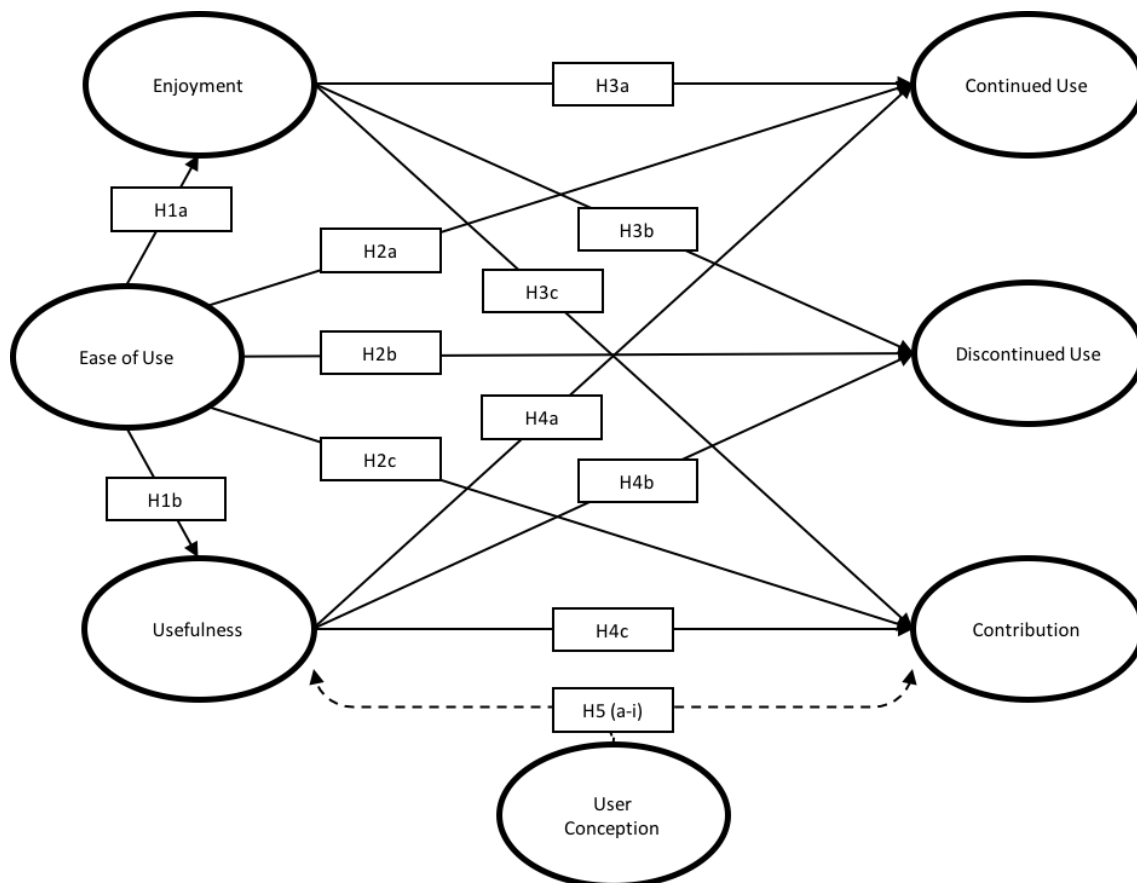 Enjoyment
H3a
Continued Use
H1a
H2a
H3b
H3c
Ease of Use
H2b
Discontinued Use
H4a
H2c
H4b
H1b
Usefulness
H4c
Contribution
H5 (a-i)
User
Conception